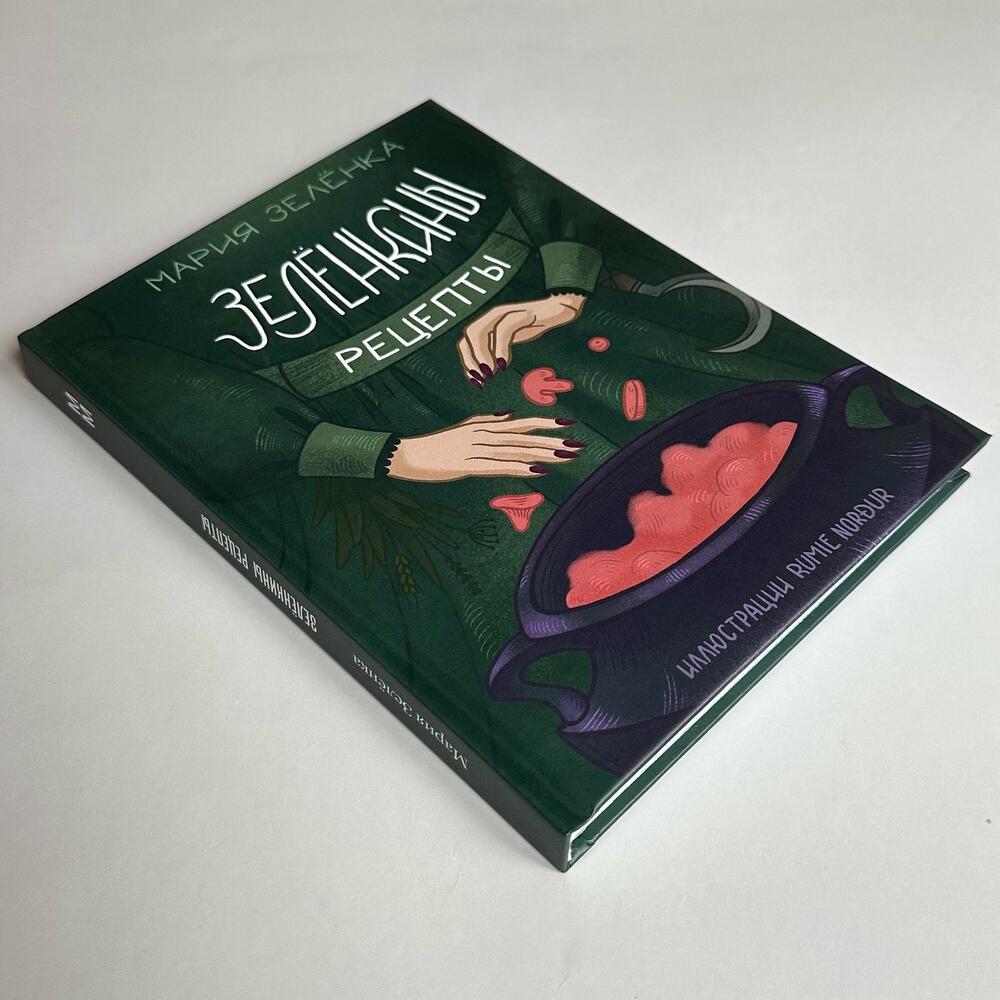 МАРИЯ ЗЕЛЁНКА
ЗЕЛЁНКИНЫ
РЕЦЕПТЫ
ИЛЛЮСТРАЦИИ RUMIE NORÐUR
ЗЕЛЁНКИНЫ РЕЦЕПТЫ
Мария Зелёнка